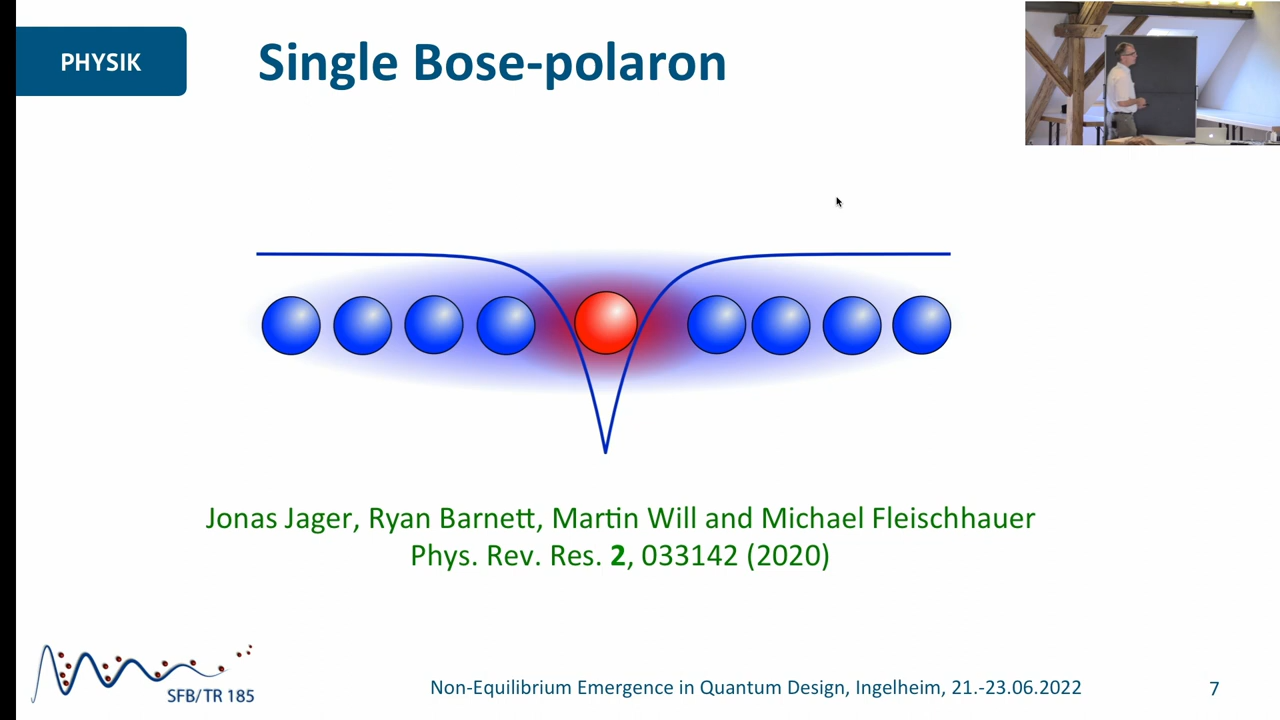 PHYSIK
Single Bose-polaron
Jonas Jager, Ryan Barnett, Martin Will and Michael Fleischhauer
Phys. Rev. Res. 2, 033142 (2020)
SFB/TR 185
Non-Equilibrium Emergence in Quantum Design, Ingelheim, 21.-23.06.2022
7